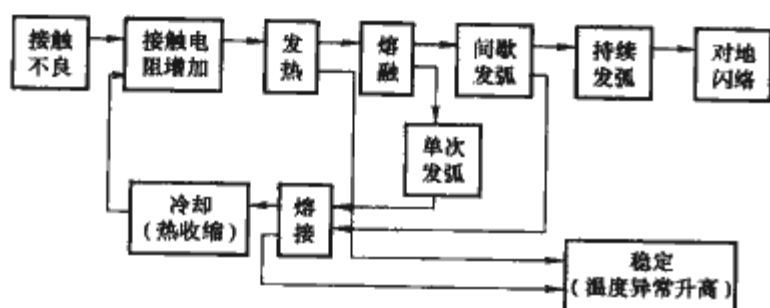 接触
不良
接触电
阻增加
发
热
熔
融
间歇
发弧
持续
发弧
对地
闪络
单次
发弧
冷却
(热收缩)
熔
接
稳定
(温度异常升高)